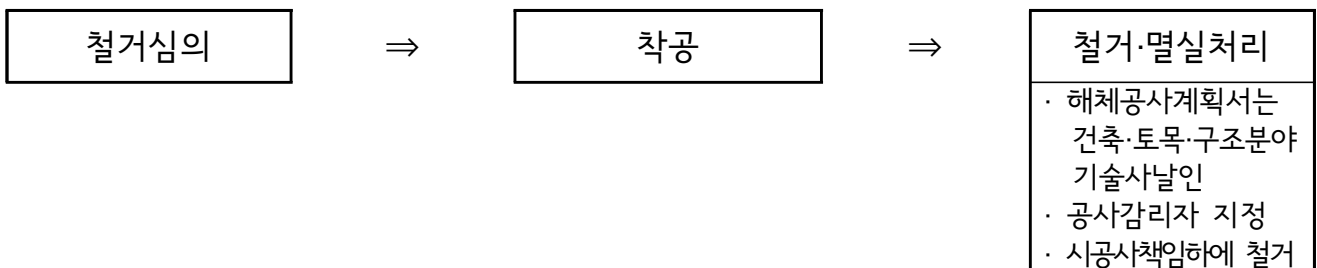 철거심의 ⇒ 착공 ⇒ 철거·멸실처리
· 해체공사계획서는
건축·토목·구조분야
기술사날인
· 공사감리자 지정
· 시공사책임하에 철거